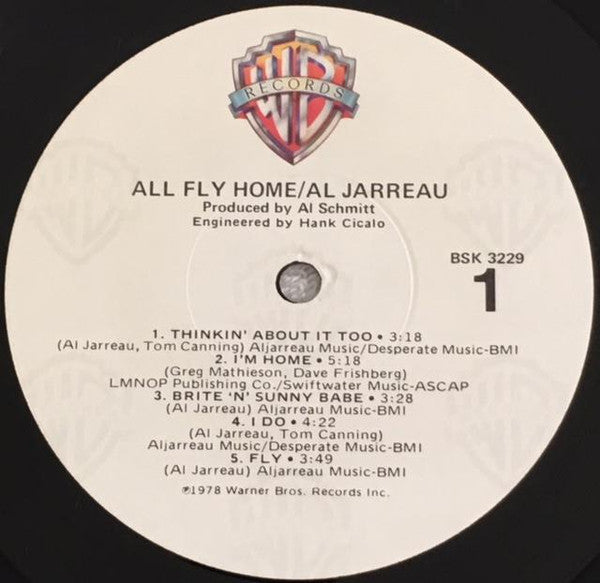 RECORDS
ALL FLY HOME/AL JARREAU
Produced by Al Schmitt
Engineered by Hank Cicalo
BSK 3229
1
1. THINKIN' ABOUT IT TOO • 3:18
(Al Jarreau, Tom Canning) Aljarreau Music/Desperate Music-BMI
2. I'M HOME • 5:18
(Greg Mathieson, Dave Frishberg)
LMNOP Publishing Co./Swiftwater Music-ASCAP
3. BRITE 'N' SUNNY BABE • 3:28
(Al Jarreau) Aljarreau Music-BMI
4. I DO • 4:22
(Al Jarreau, Tom Canning)
Aljarreau Music/Desperate Music-BMI
5. FLY • 3:49
(Al Jarreau) Aljarreau Music-BMI
℗1978 Warner Bros. Records Inc.